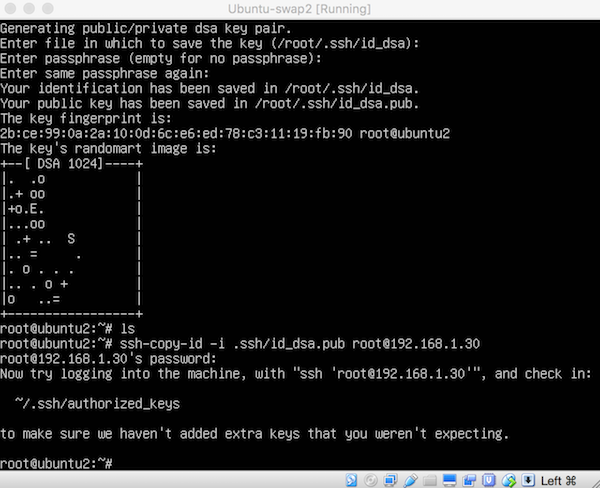 Ubuntu-swap2 [Running]
Generating public/private dsa key pair.
Enter file in which to save the key (/root/.ssh/id_dsa):
Enter passphrase (empty for no passphrase):
Enter same passphrase again:
Your identification has been saved in /root/.ssh/id_dsa.
Your public key has been saved in /root/.ssh/id_dsa.pub.
The key fingerprint is:
2b:ce:99:0a:2a:10:0d:6c:e6:ed:78:c3:11:19:fb:90 root@ubuntu2
The key's randomart image is:
+--[ DSA 1024]----+
|.  .o            |
|.+ oo            |
|+o.E.            |
|...oo            |
| .+ ..  S        |
|.. =     .       |
|. o . . .        |
|.. . o +         |
|o   ..=          |
+-----------------+
root@ubuntu2:~# ls
root@ubuntu2:~# ssh-copy-id -i .ssh/id_dsa.pub root@192.168.1.30
root@192.168.1.30's password:
Now try logging into the machine, with "ssh 'root@192.168.1.30'", and check in:
~/.ssh/authorized_keys
to make sure we haven't added extra keys that you weren't expecting.
root@ubuntu2:~#
Left ⌘